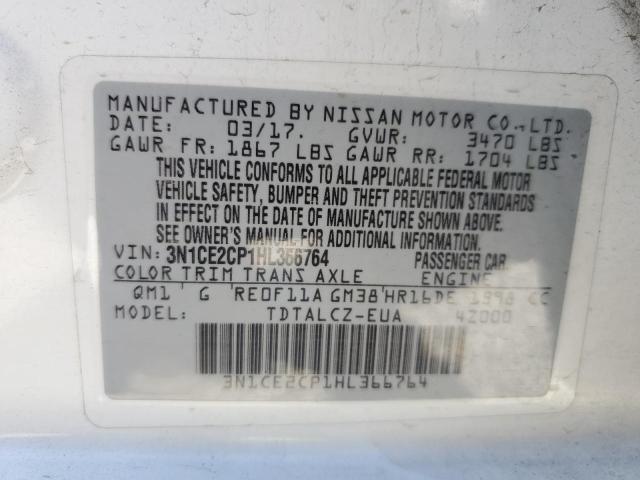 MANUFACTURED BY NISSAN MOTOR CO.,LTD.
DATE: 03/17. GVWR: 3470 LBS
GAWR FR: 1867 LBS GAWR RR: 1704 LBS
THIS VEHICLE CONFORMS TO ALL APPLICABLE FEDERAL MOTOR
VEHICLE SAFETY, BUMPER AND THEFT PREVENTION STANDARDS
IN EFFECT ON THE DATE OF MANUFACTURE SHOWN ABOVE.
SEE OWNER'S MANUAL FOR ADDITIONAL INFORMATION.
VIN: 3N1CE2CP1HL366764 PASSENGER CAR.
COLOR TRIM TRANS AXLE ENGINE
QM1 G RE0F11A GM38 HR16DE 1598 CC
MODEL: TDTALCZ-EUA 4Z000
3N1CE2CP1HL366764